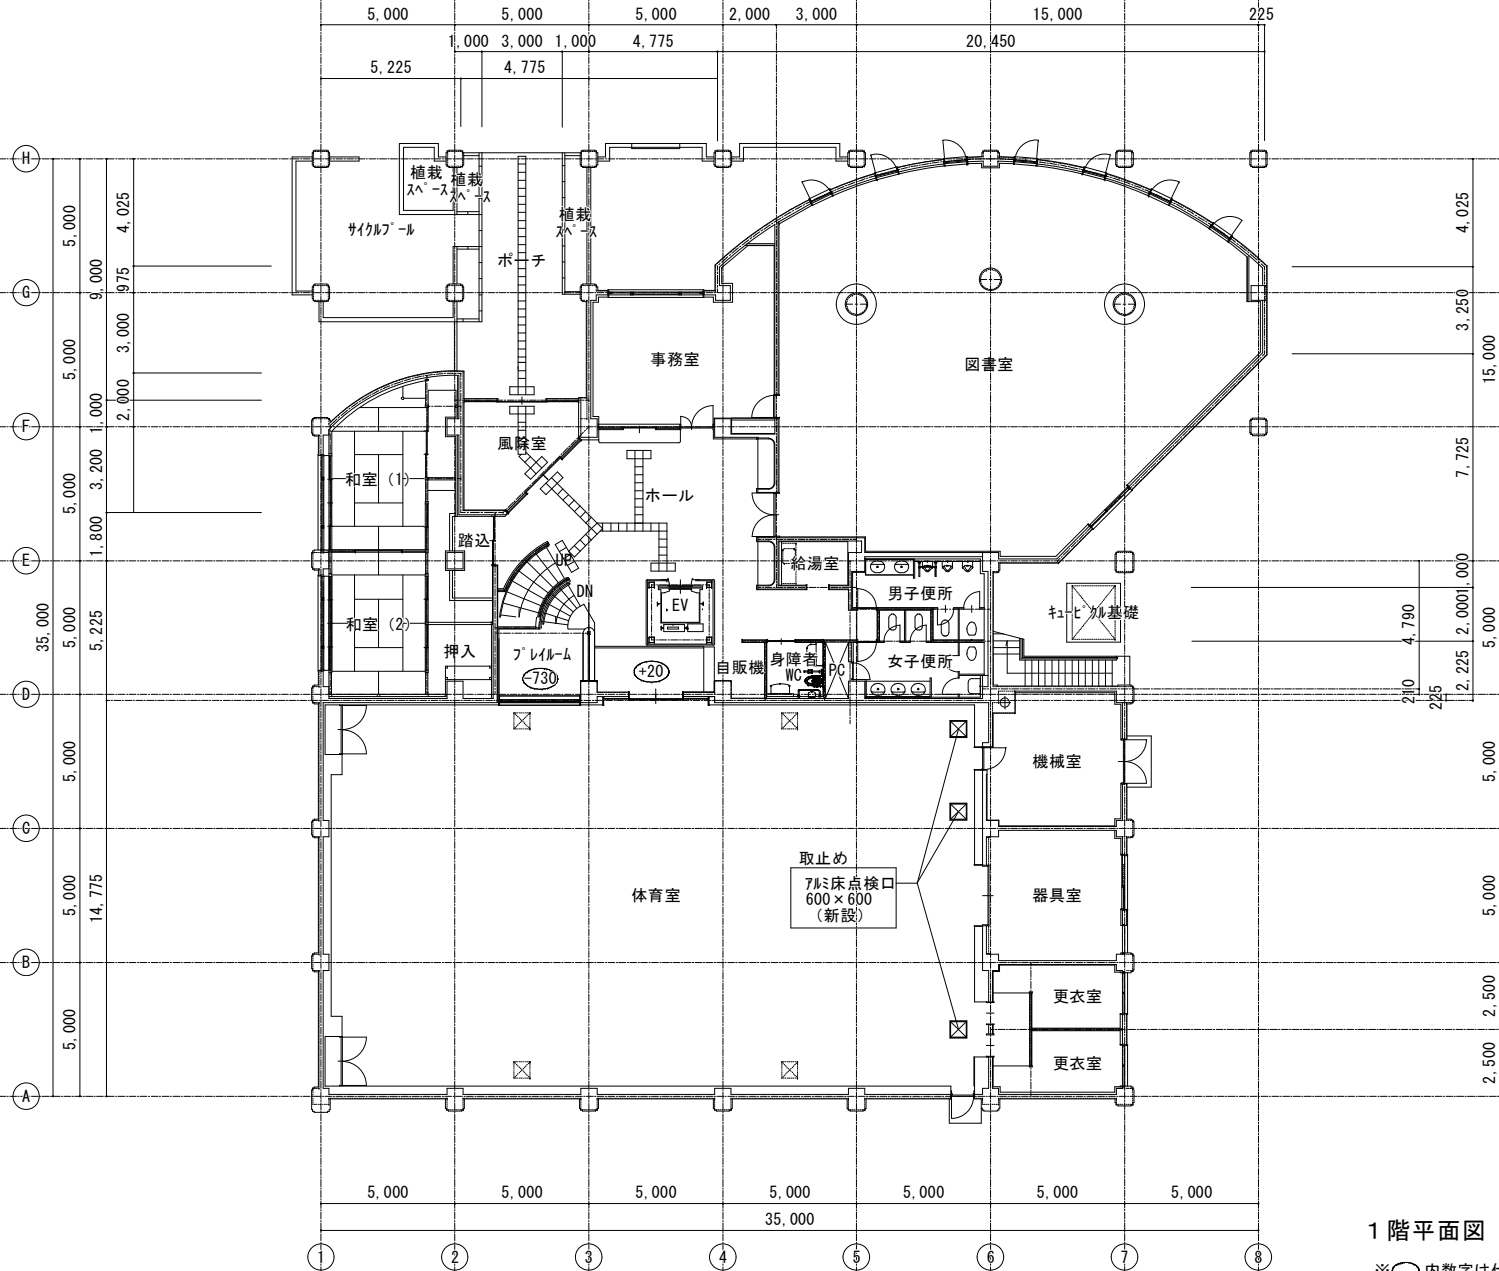 5,000 5,000 5,000 2,000 3,000 15,000 225
1,000 3,000 1,000 4,775 20,450
5,225 4,775
H
G
F
E
D
C
B
A
5,000
5,000
5,000
5,000
5,000
5,000
5,000
35,000
9,000
1,000
3,200
1,800
5,225
14,775
4,025
975
3,000
2,000
植栽
スペース
植栽
スペース
植栽
スペース
サイクルプール
ポーチ
事務室
図書室
風除室
ホール
和室(1)
踏込
UP
DN
EV
給湯室
男子便所
キュービクル基礎
和室(2)
押入
プレイルーム
-730
+20
自販機
身障者
WC
PC
女子便所
機械室
取止め
アルミ床点検口
600×600
(新設)
体育室
器具室
更衣室
更衣室
4,025
3,250
15,000
7,725
1,000
2,000
4,790
5,000
2,225
210
225
5,000
5,000
2,500
2,500
5,000 5,000 5,000 5,000 5,000 5,000 5,000
35,000
1 2 3 4 5 6 7 8
1階平面図